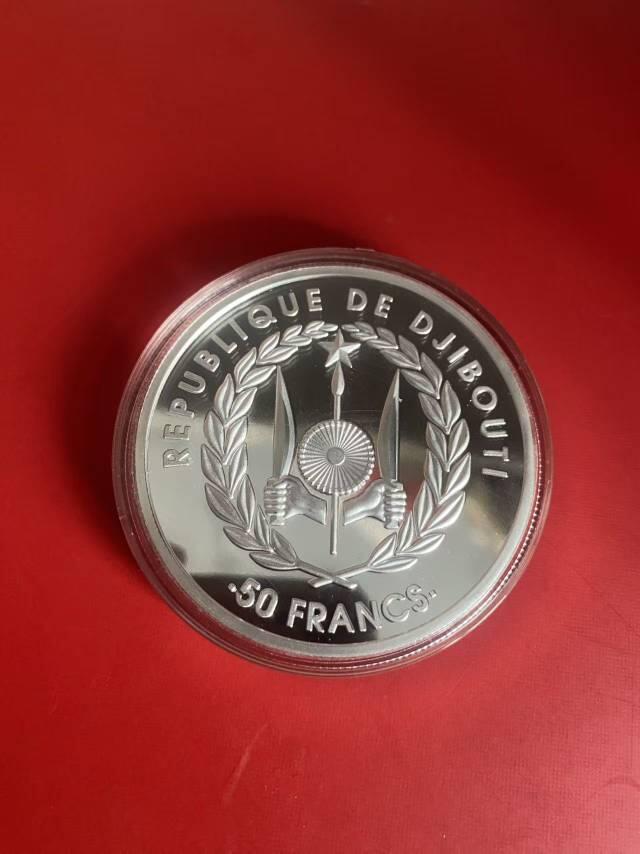 REPUBLIQUE DE DJIBOUTI
.50 FRANCS.